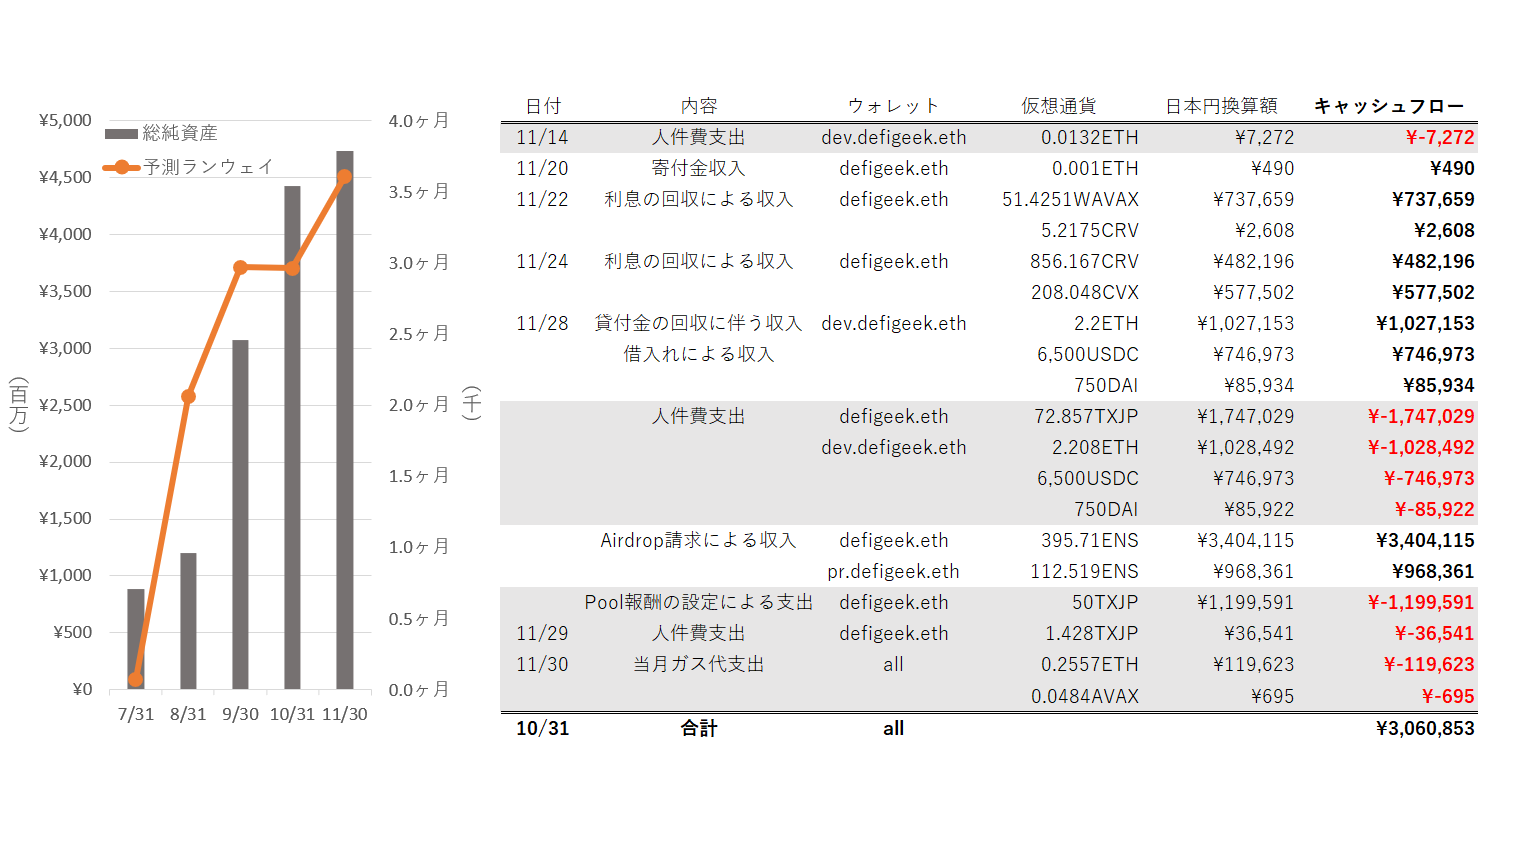 ¥5,000
¥4,500
¥4,000
¥3,500
¥3,000
¥2,500
¥2,000
¥1,500
¥1,000
¥500
¥0
(百万)
総純資産
予測ランウェイ
4.0ヶ月
3.5ヶ月
3.0ヶ月
2.5ヶ月
2.0ヶ月
1.5ヶ月
1.0ヶ月
0.5ヶ月
0.0ヶ月
(千)
7/31 8/31 9/30 10/31 11/30
日付 内容 ウォレット 仮想通貨 日本円換算額 キャッシュフロー
11/14 人件費支出 dev.defigeek.eth 0.0132ETH ¥7,272 ¥-7,272
11/20 寄付金収入 defigeek.eth 0.001ETH ¥490 ¥490
11/22 利息の回収による収入 defigeek.eth 51.4251WAVAX ¥737,659 ¥737,659
5.2175CRV ¥2,608 ¥2,608
11/24 利息の回収による収入 defigeek.eth 856.167CRV ¥482,196 ¥482,196
208.048CVX ¥577,502 ¥577,502
11/28 貸付金の回収に伴う収入 dev.defigeek.eth 2.2ETH ¥1,027,153 ¥1,027,153
借入れによる収入 6,500USDC ¥746,973 ¥746,973
750DAI ¥85,934 ¥85,934
人件費支出 defigeek.eth 72.857TXJP ¥1,747,029 ¥-1,747,029
dev.defigeek.eth 2.208ETH ¥1,028,492 ¥-1,028,492
6,500USDC ¥746,973 ¥-746,973
750DAI ¥85,922 ¥-85,922
Airdrop請求による収入 defigeek.eth 395.71ENS ¥3,404,115 ¥3,404,115
pr.defigeek.eth 112.519ENS ¥968,361 ¥968,361
Pool報酬の設定による支出 defigeek.eth 50TXJP ¥1,199,591 ¥-1,199,591
11/29 人件費支出 defigeek.eth 1.428TXJP ¥36,541 ¥-36,541
11/30 当月ガス代支出 all 0.2557ETH ¥119,623 ¥-119,623
0.0484AVAX ¥695 ¥-695
10/31 合計 all ¥3,060,853